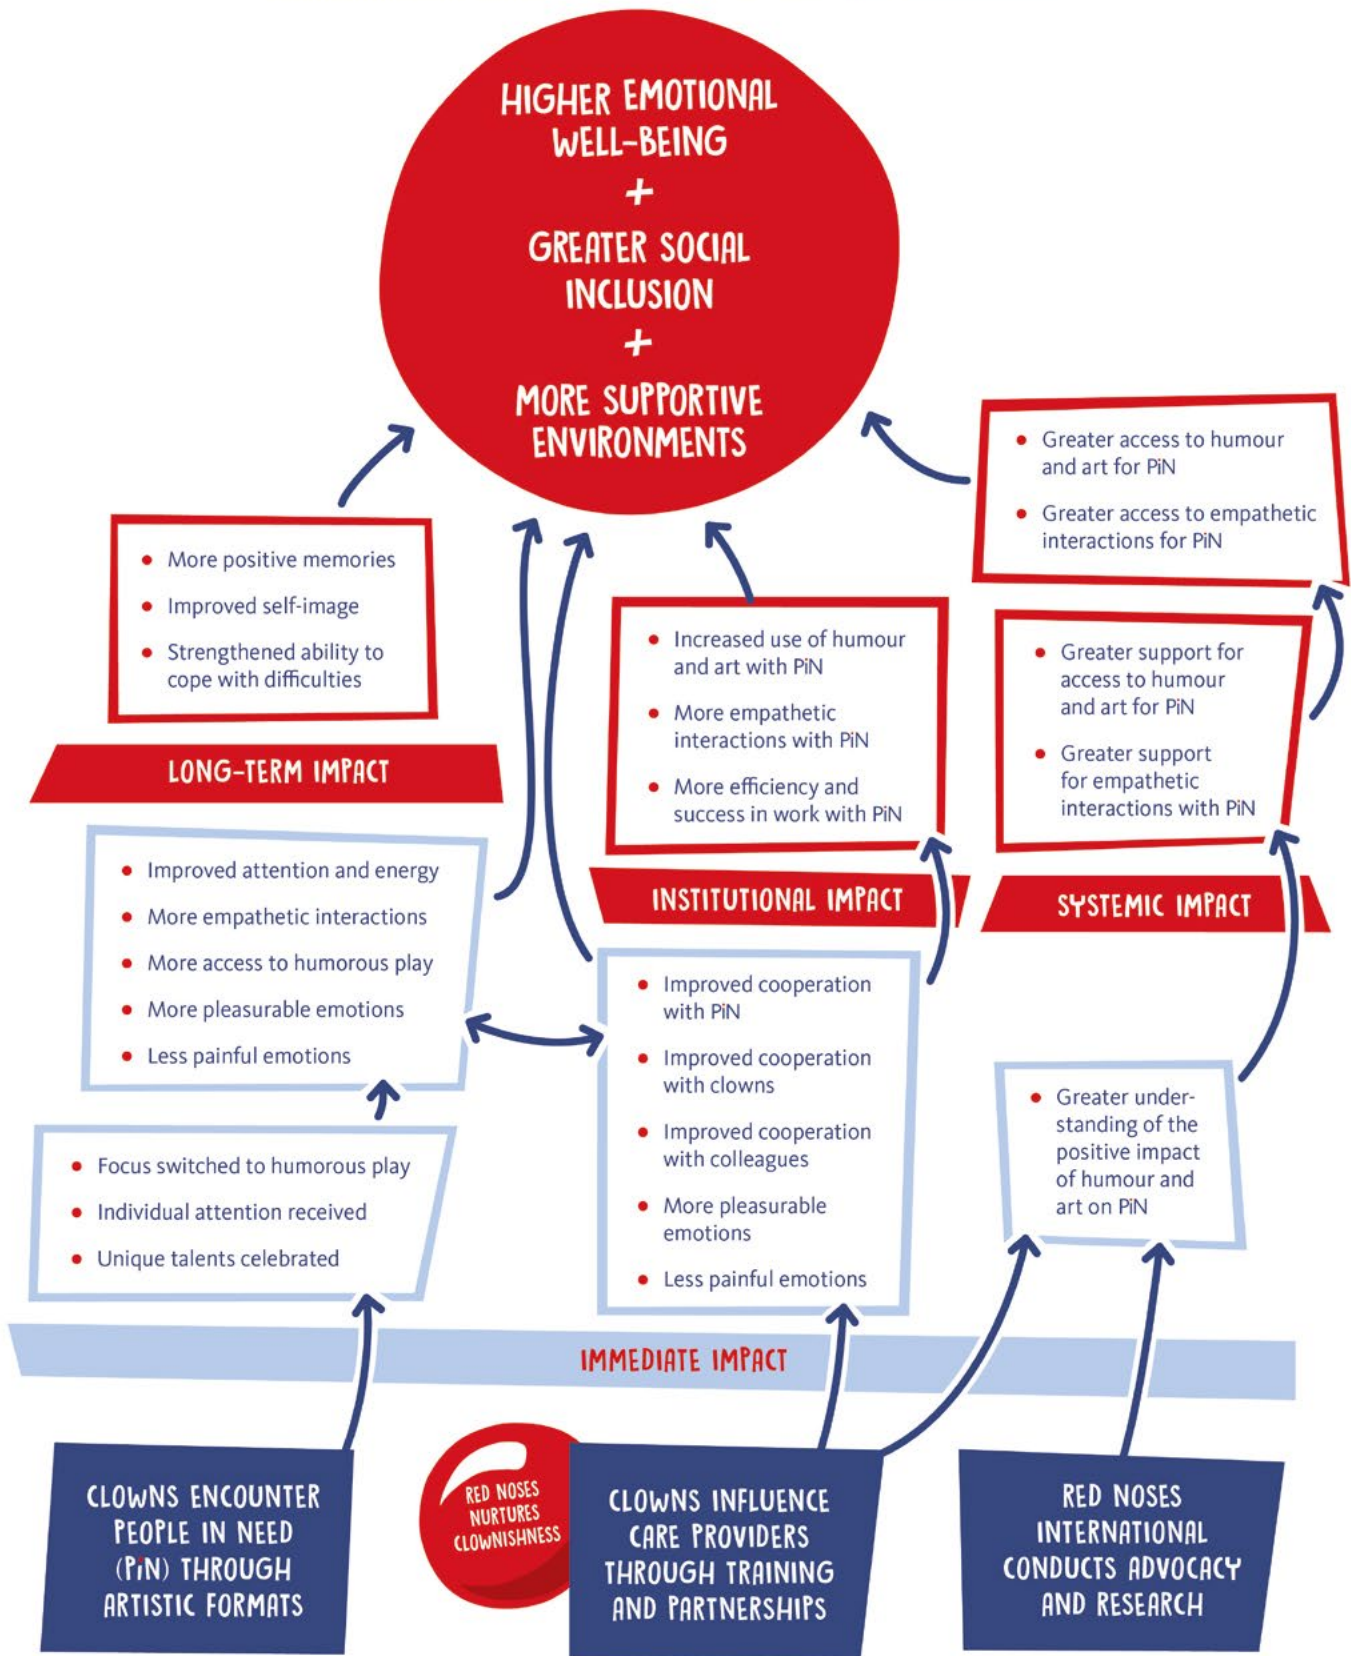 HIGHER EMOTIONAL
WELL-BEING
+
GREATER SOCIAL
INCLUSION
+
MORE SUPPORTIVE
ENVIRONMENTS
• Greater access to humour
and art for PiN
• Greater access to empathetic
interactions for PiN
• More positive memories
• Improved self-image
• Strengthened ability to
cope with difficulties
LONG-TERM IMPACT
• Increased use of humour
and art with PiN
• More empathetic
interactions with PiN
• More efficiency and
success in work with PiN
INSTITUTIONAL IMPACT
• Greater support for
access to humour
and art for PiN
• Greater support
for empathetic
interactions with PiN
SYSTEMIC IMPACT
• Improved attention and energy
• More empathetic interactions
• More access to humorous play
• More pleasurable emotions
• Less painful emotions
• Focus switched to humorous play
• Individual attention received
• Unique talents celebrated
• Improved cooperation
with PiN
• Improved cooperation
with clowns
• Improved cooperation
with colleagues
• More pleasurable
emotions
• Less painful emotions
• Greater under-
standing of the
positive impact
of humour and
art on PiN
IMMEDIATE IMPACT
CLOWNS ENCOUNTER
PEOPLE IN NEED
(PiN) THROUGH
ARTISTIC FORMATS
RED NOSES
NURTURES
CLOWNISHNESS
CLOWNS INFLUENCE
CARE PROVIDERS
THROUGH TRAINING
AND PARTNERSHIPS
RED NOSES
INTERNATIONAL
CONDUCTS ADVOCACY
AND RESEARCH